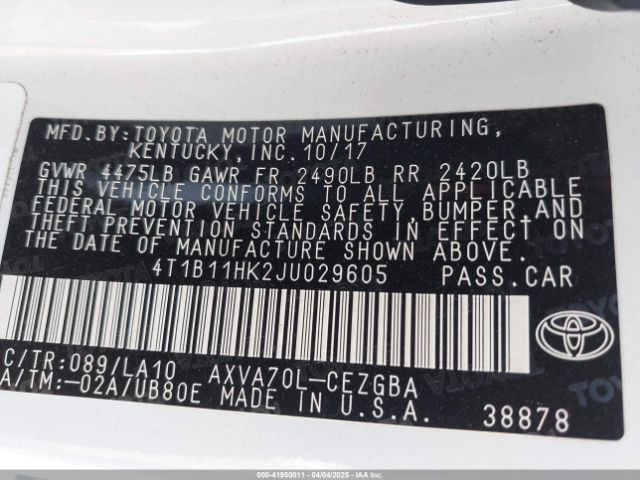 MFD.BY:TOYOTA MOTOR MANUFACTURING,
KENTUCKY,INC. 10/17
GVWR 4475LB GAWR FR 2490LB RR 2420LB
THIS VEHICLE CONFORMS TO ALL APPLICABLE
FEDERAL MOTOR VEHICLE SAFETY,BUMPER,AND
THEFT PREVENTION STANDARDS IN EFFECT ON
THE DATE OF MANUFACTURE SHOWN ABOVE.
4T1B11HK2JU029605 PASS.CAR
C/TR:089/LA10 AXVA70L-CEZGBA
A/TM:-02A/UB80E MADE IN U.S.A. 38878
TOYOTA
000-41950011 - 04/04/2025 - IAAI Inc. Copyright